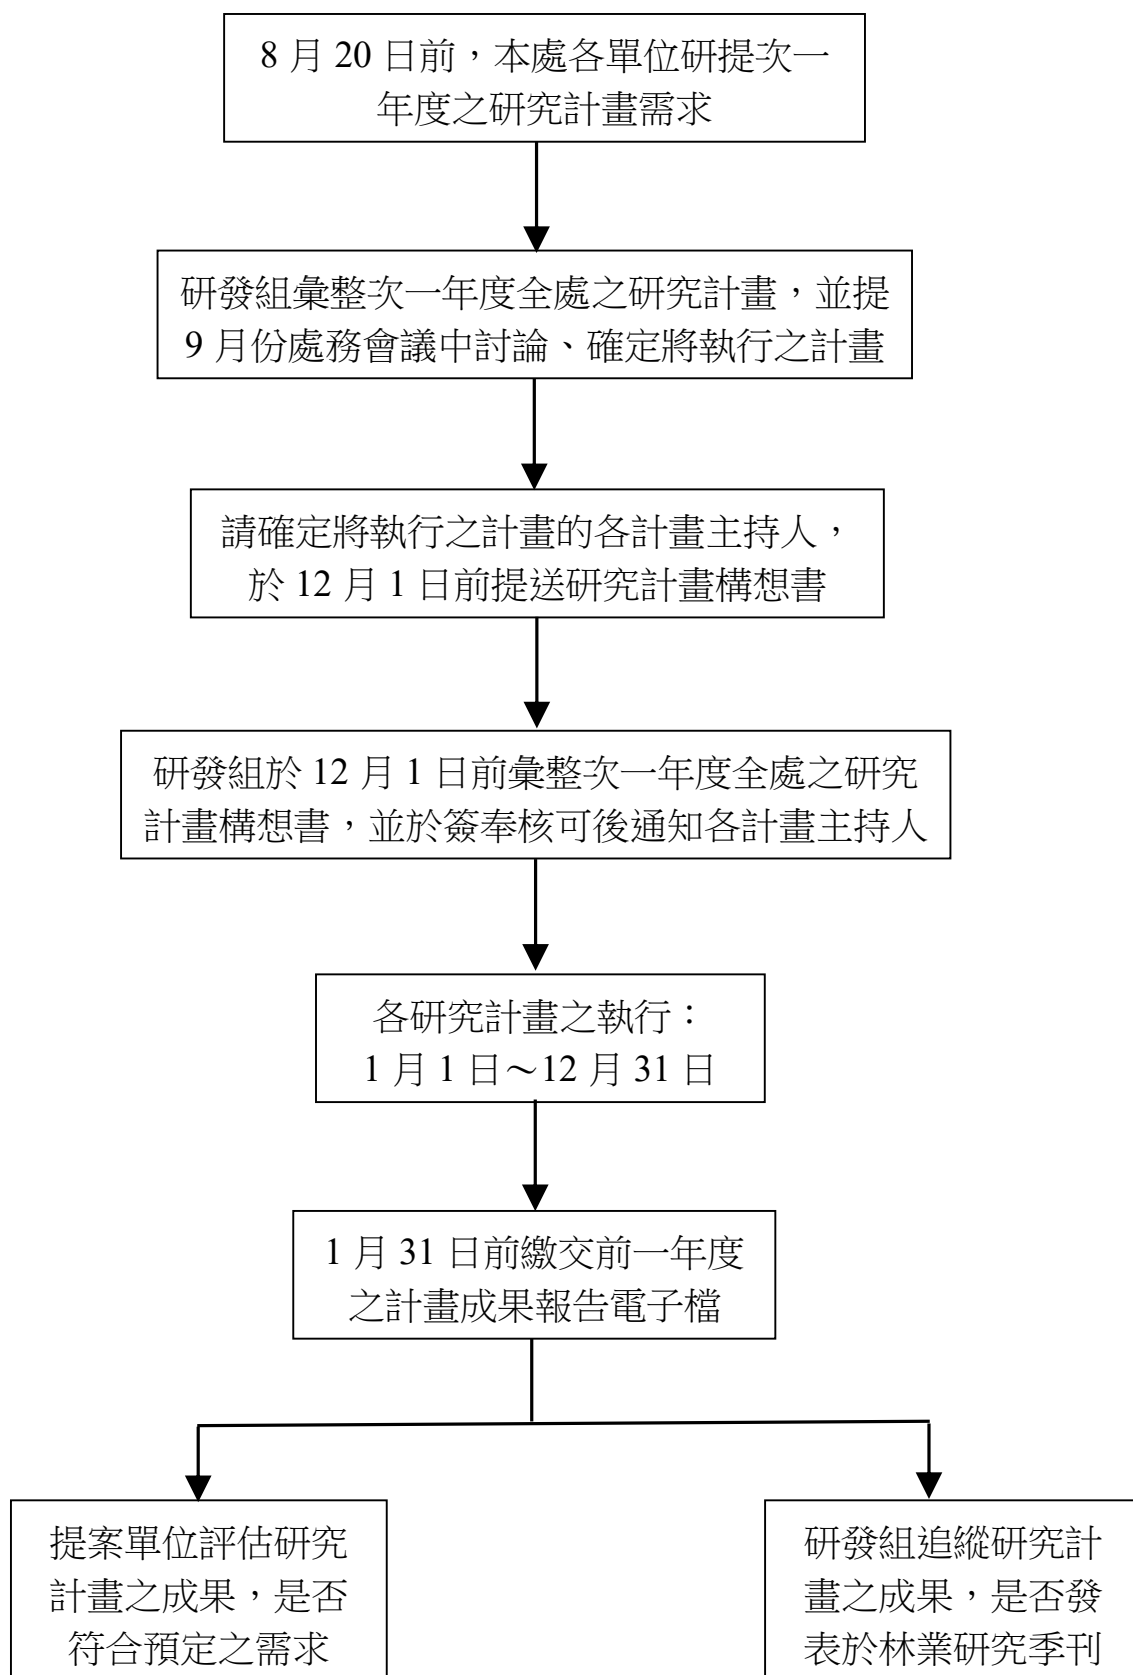 8 月 20 日前，本處各單位研提次一
年度之研究計畫需求
研發組彙整次一年度全處之研究計畫，並提
9 月份處務會議中討論、確定將執行之計畫
請確定將執行之計畫的各計畫主持人，
於 12 月 1 日前提送研究計畫構想書
研發組於 12 月 1 日前彙整次一年度全處之研究
計畫構想書，並於簽奉核可後通知各計畫主持人
各研究計畫之執行：
1 月 1 日～12 月 31 日
1 月 31 日前繳交前一年度
之計畫成果報告電子檔
提案單位評估研究
計畫之成果，是否
符合預定之需求
研發組追縱研究計
畫之成果，是否發
表於林業研究季刊